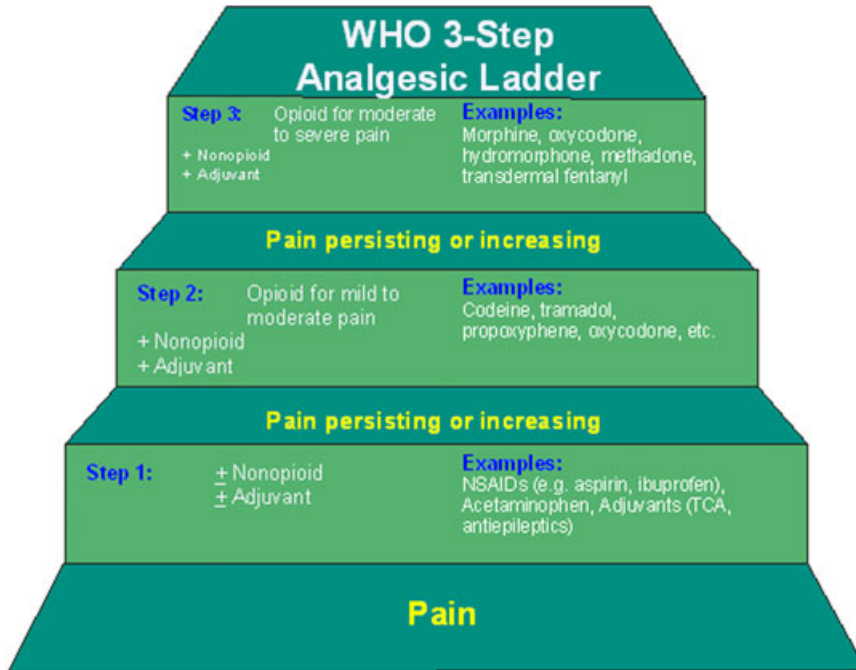 WHO 3-Step
Analgesic Ladder
Step 3: Opioid for moderate
to severe pain
+ Nonopioid
+ Adjuvant
Examples:
Morphine, oxycodone,
hydromorphone, methadone,
transdermal fentanyl
Pain persisting or increasing
Step 2: Opioid for mild to
moderate pain
+ Nonopioid
+ Adjuvant
Examples:
Codeine, tramadol,
propoxyphene, oxycodone, etc.
Pain persisting or increasing
Step 1: ± Nonopioid
± Adjuvant
Examples:
NSAIDs (e.g. aspirin, ibuprofen),
Acetaminophen, Adjuvants (TCA,
antiepileptics)
Pain